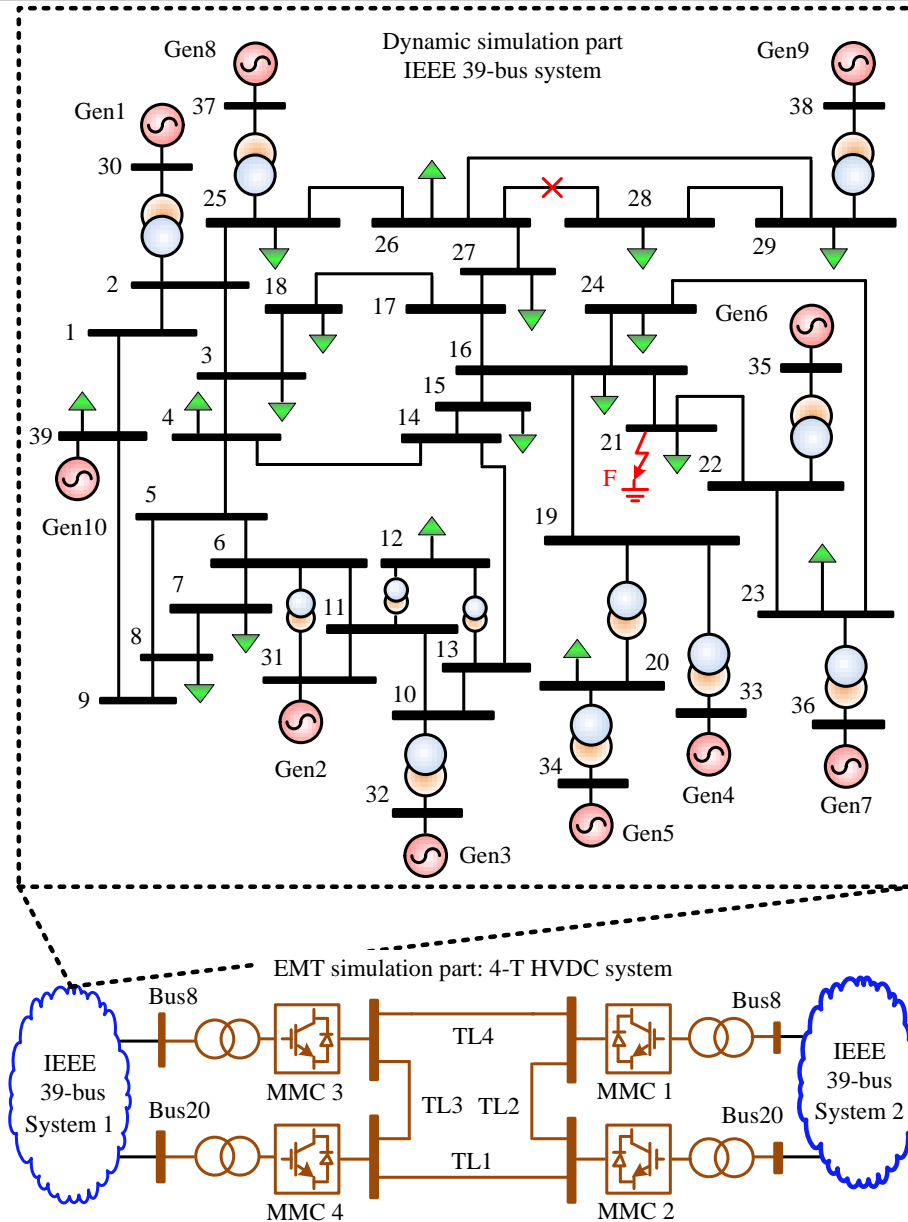 Dynamic simulation part
IEEE 39-bus system
Gen8
Gen9
37
38
Gen1
30
25
26
28
29
27
2
18
24
17
Gen6
1
16
35
3
15
4
14
39
21
22
F
Gen10
5
19
6
12
7
11
23
8
31
13
20
9
10
33
36
Gen2
34
32
Gen4
Gen7
Gen3
Gen5
EMT simulation part: 4-T HVDC system
Bus8
Bus8
TL4
IEEE
39-bus
System 1
MMC 3
MMC 1
IEEE
39-bus
System 2
TL3
TL2
Bus20
Bus20
TL1
MMC 4
MMC 2